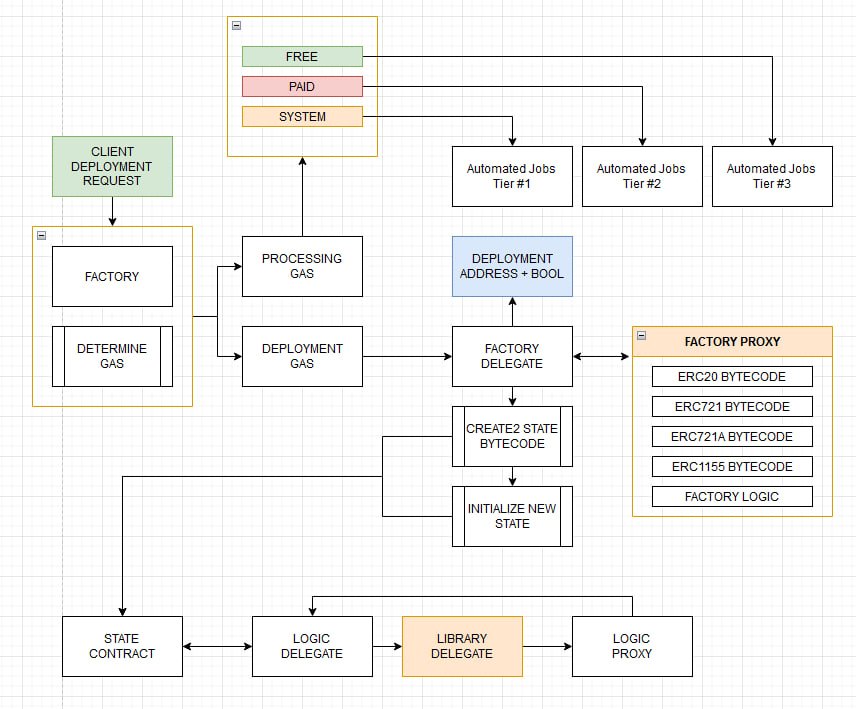 FREE
PAID
SYSTEM
CLIENT
DEPLOYMENT
REQUEST
Automated Jobs
Tier #1
Automated Jobs
Tier #2
Automated Jobs
Tier #3
FACTORY
DETERMINE
GAS
PROCESSING
GAS
DEPLOYMENT
GAS
DEPLOYMENT
ADDRESS + BOOL
FACTORY
DELEGATE
FACTORY PROXY
ERC20 BYTECODE
ERC721 BYTECODE
ERC721A BYTECODE
ERC1155 BYTECODE
FACTORY LOGIC
CREATE2 STATE
BYTECODE
INITIALIZE NEW
STATE
STATE
CONTRACT
LOGIC
DELEGATE
LIBRARY
DELEGATE
LOGIC
PROXY